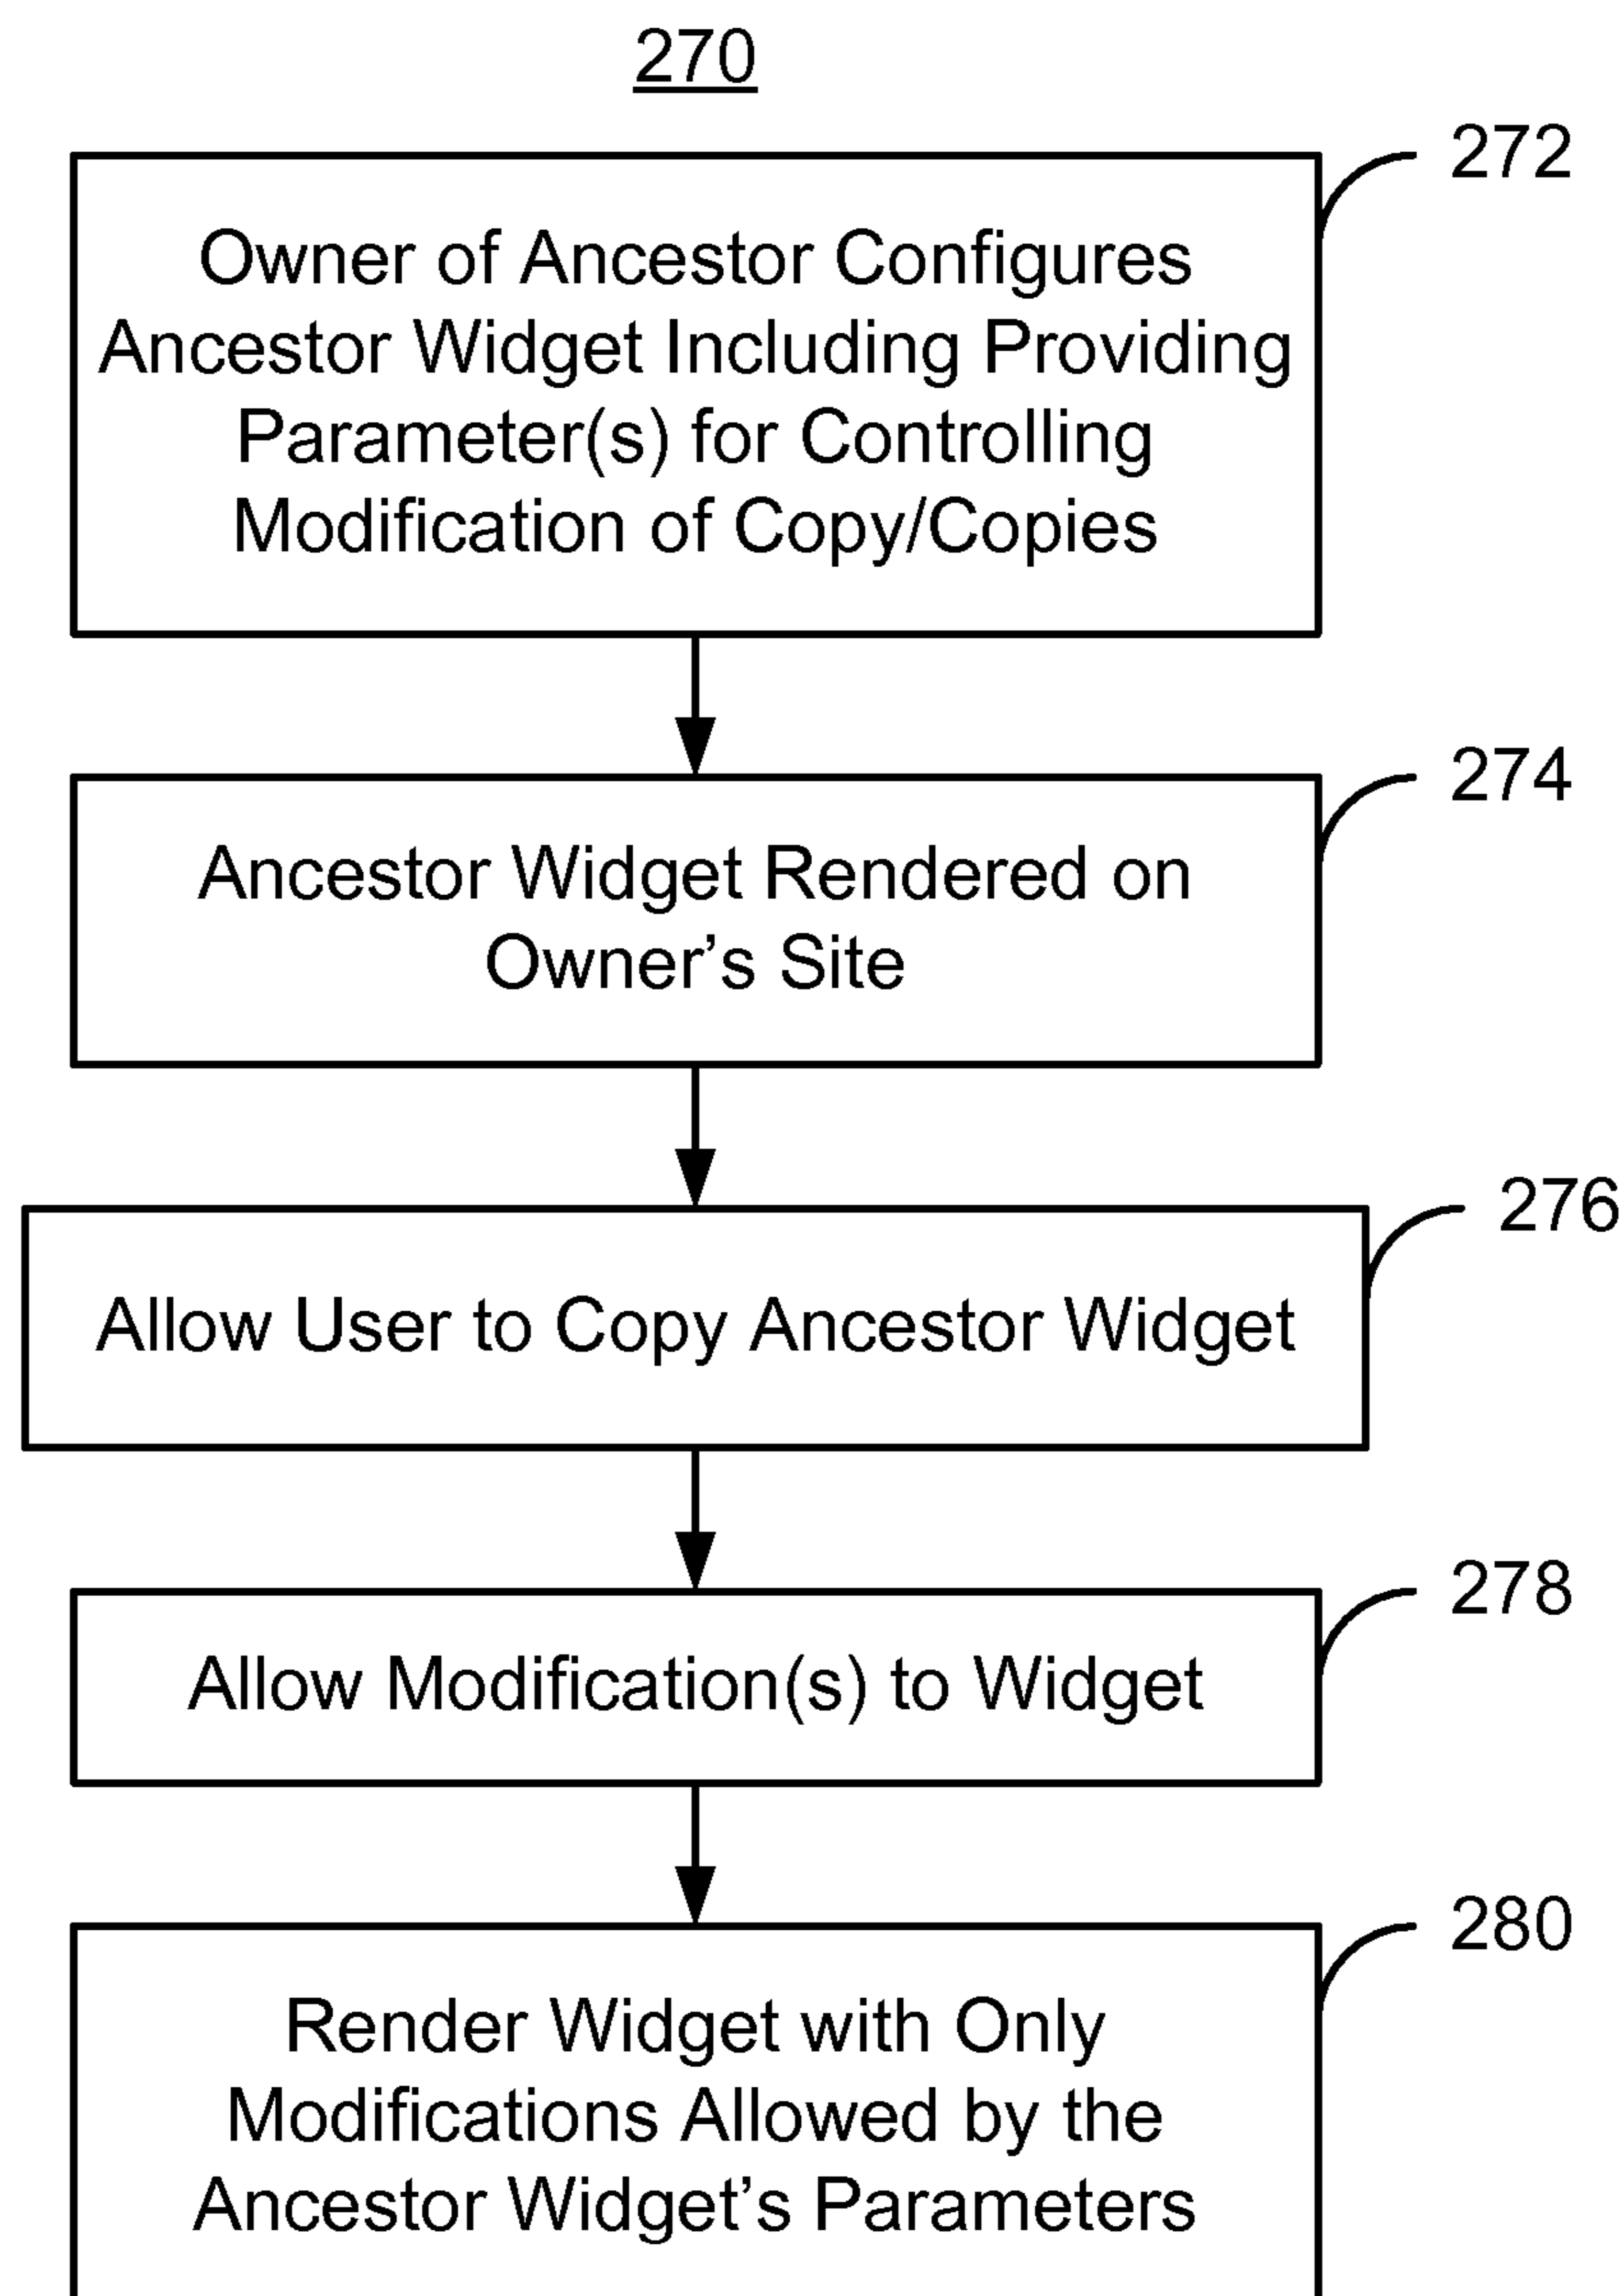 270
272
Owner of Ancestor Configures
Ancestor Widget Including Providing
Parameter(s) for Controlling
Modification of Copy/Copies
274
Ancestor Widget Rendered on
Owner's Site
276
Allow User to Copy Ancestor Widget
278
Allow Modification(s) to Widget
280
Render Widget with Only
Modifications Allowed by the
Ancestor Widget's Parameters